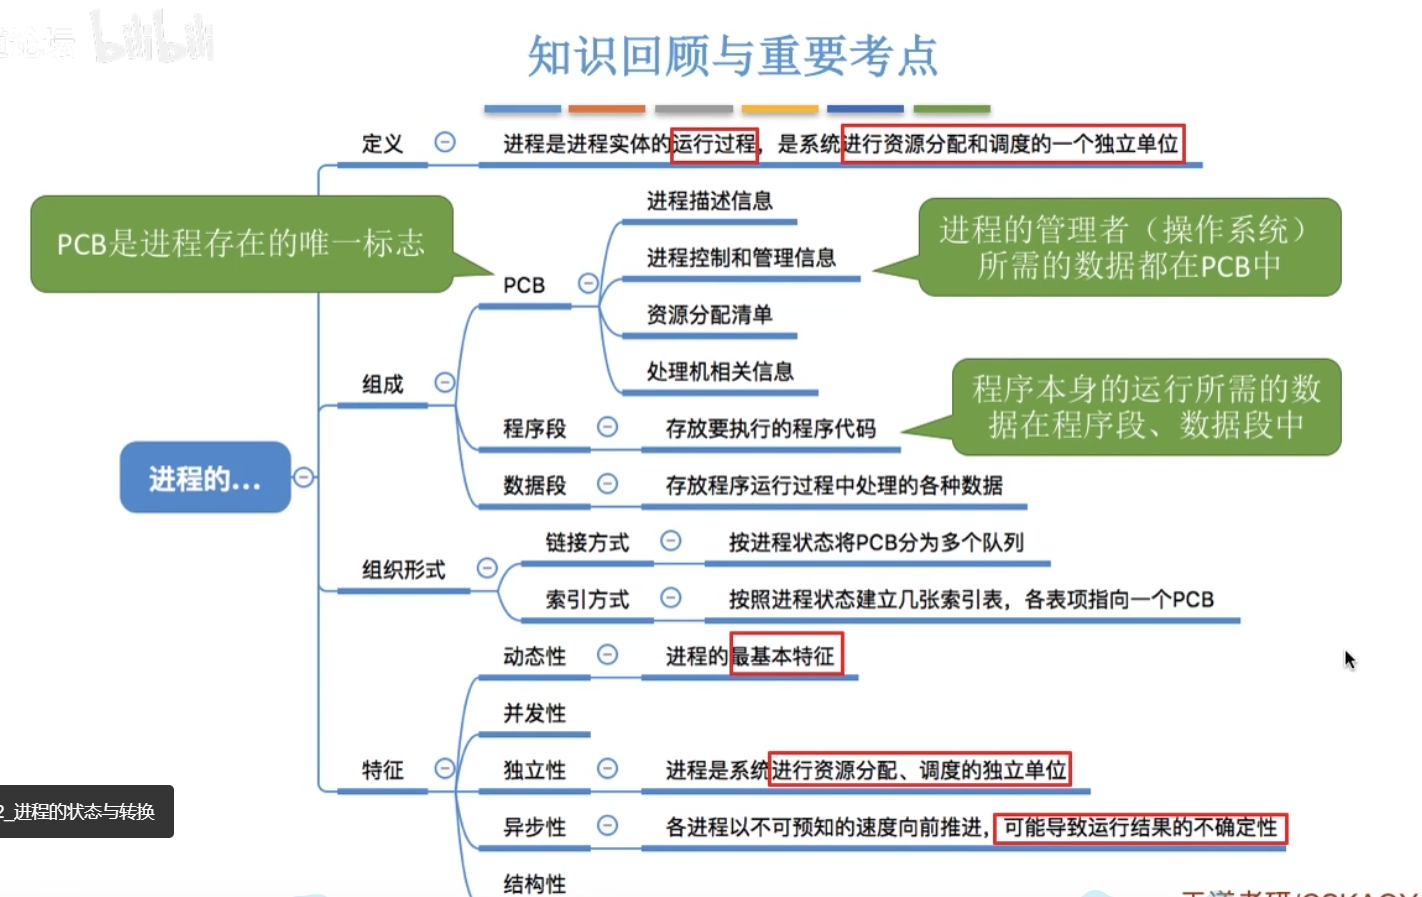 bilibili
知识回顾与重要考点
定义
进程是进程实体的运行过程，是系统进行资源分配和调度的一个独立单位
PCB是进程存在的唯一标志
进程描述信息
进程的管理者（操作系统）
所需的数据都在PCB中
进程控制和管理信息
PCB
资源分配清单
处理机相关信息
组成
程序本身的运行所需的数
据在程序段、数据段中
程序段
存放要执行的程序代码
进程的...
数据段
存放程序运行过程中处理的各种数据
链接方式
按进程状态将PCB分为多个队列
组织形式
索引方式
按照进程状态建立几张索引表，各表项指向一个PCB
动态性
进程的最基本特征
并发性
特征
独立性
进程是系统进行资源分配、调度的独立单位
2_进程的状态与转换
异步性
各进程以不可预知的速度向前推进，可能导致运行结果的不确定性
结构性